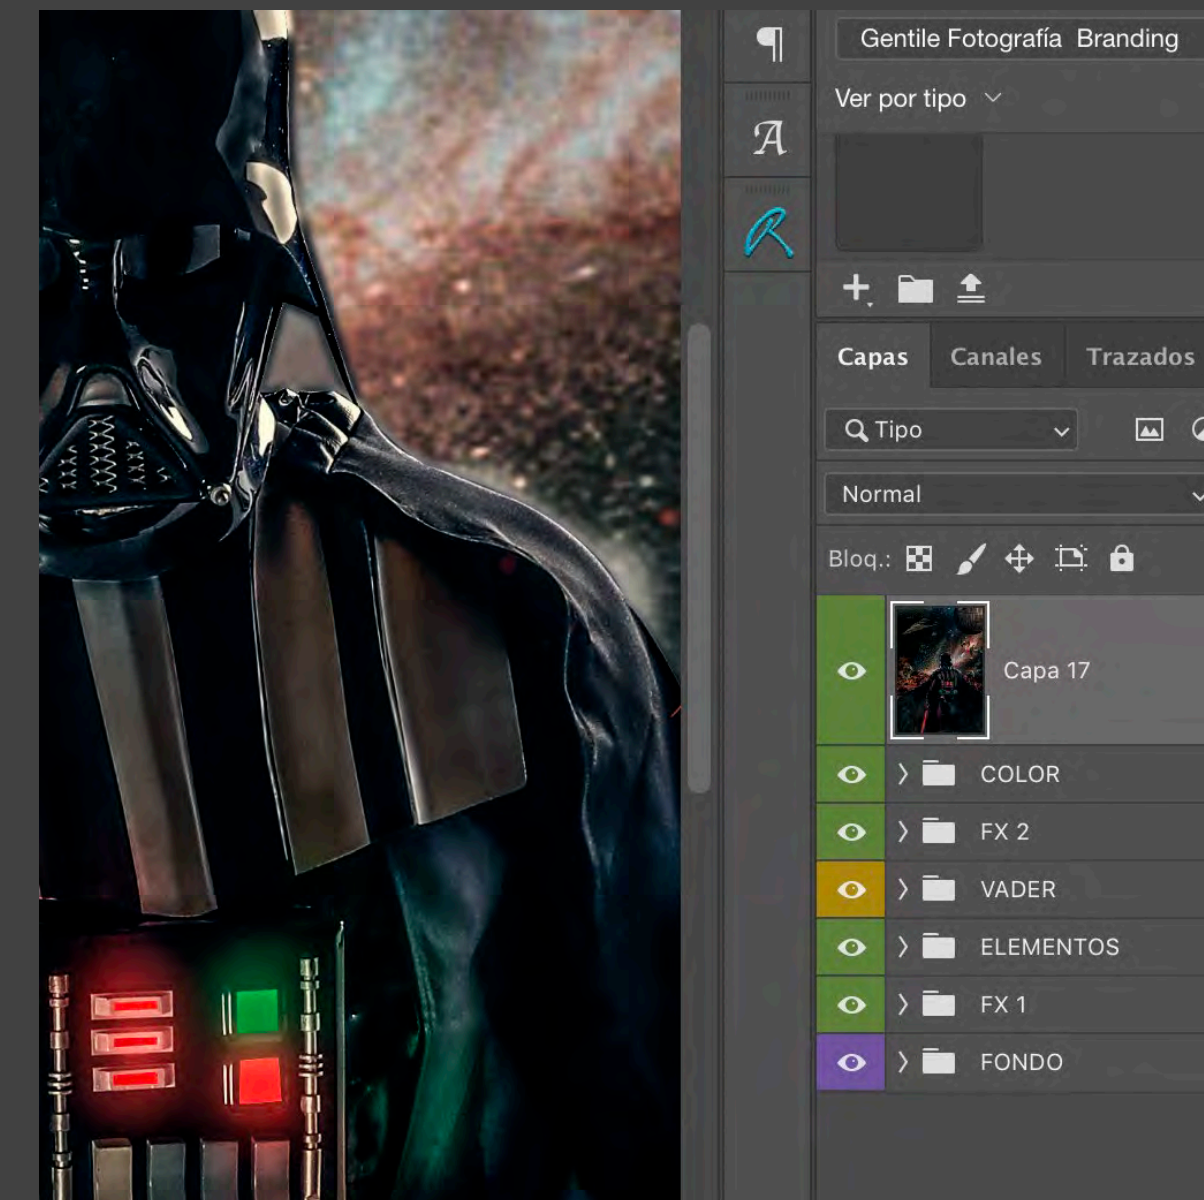 Gentile Fotografía Branding
Ver por tipo
A
R
Capas Canales Trazados
Tipo
Normal
Bloq.:
Capa 17
COLOR
FX 2
VADER
ELEMENTOS
FX 1
FONDO